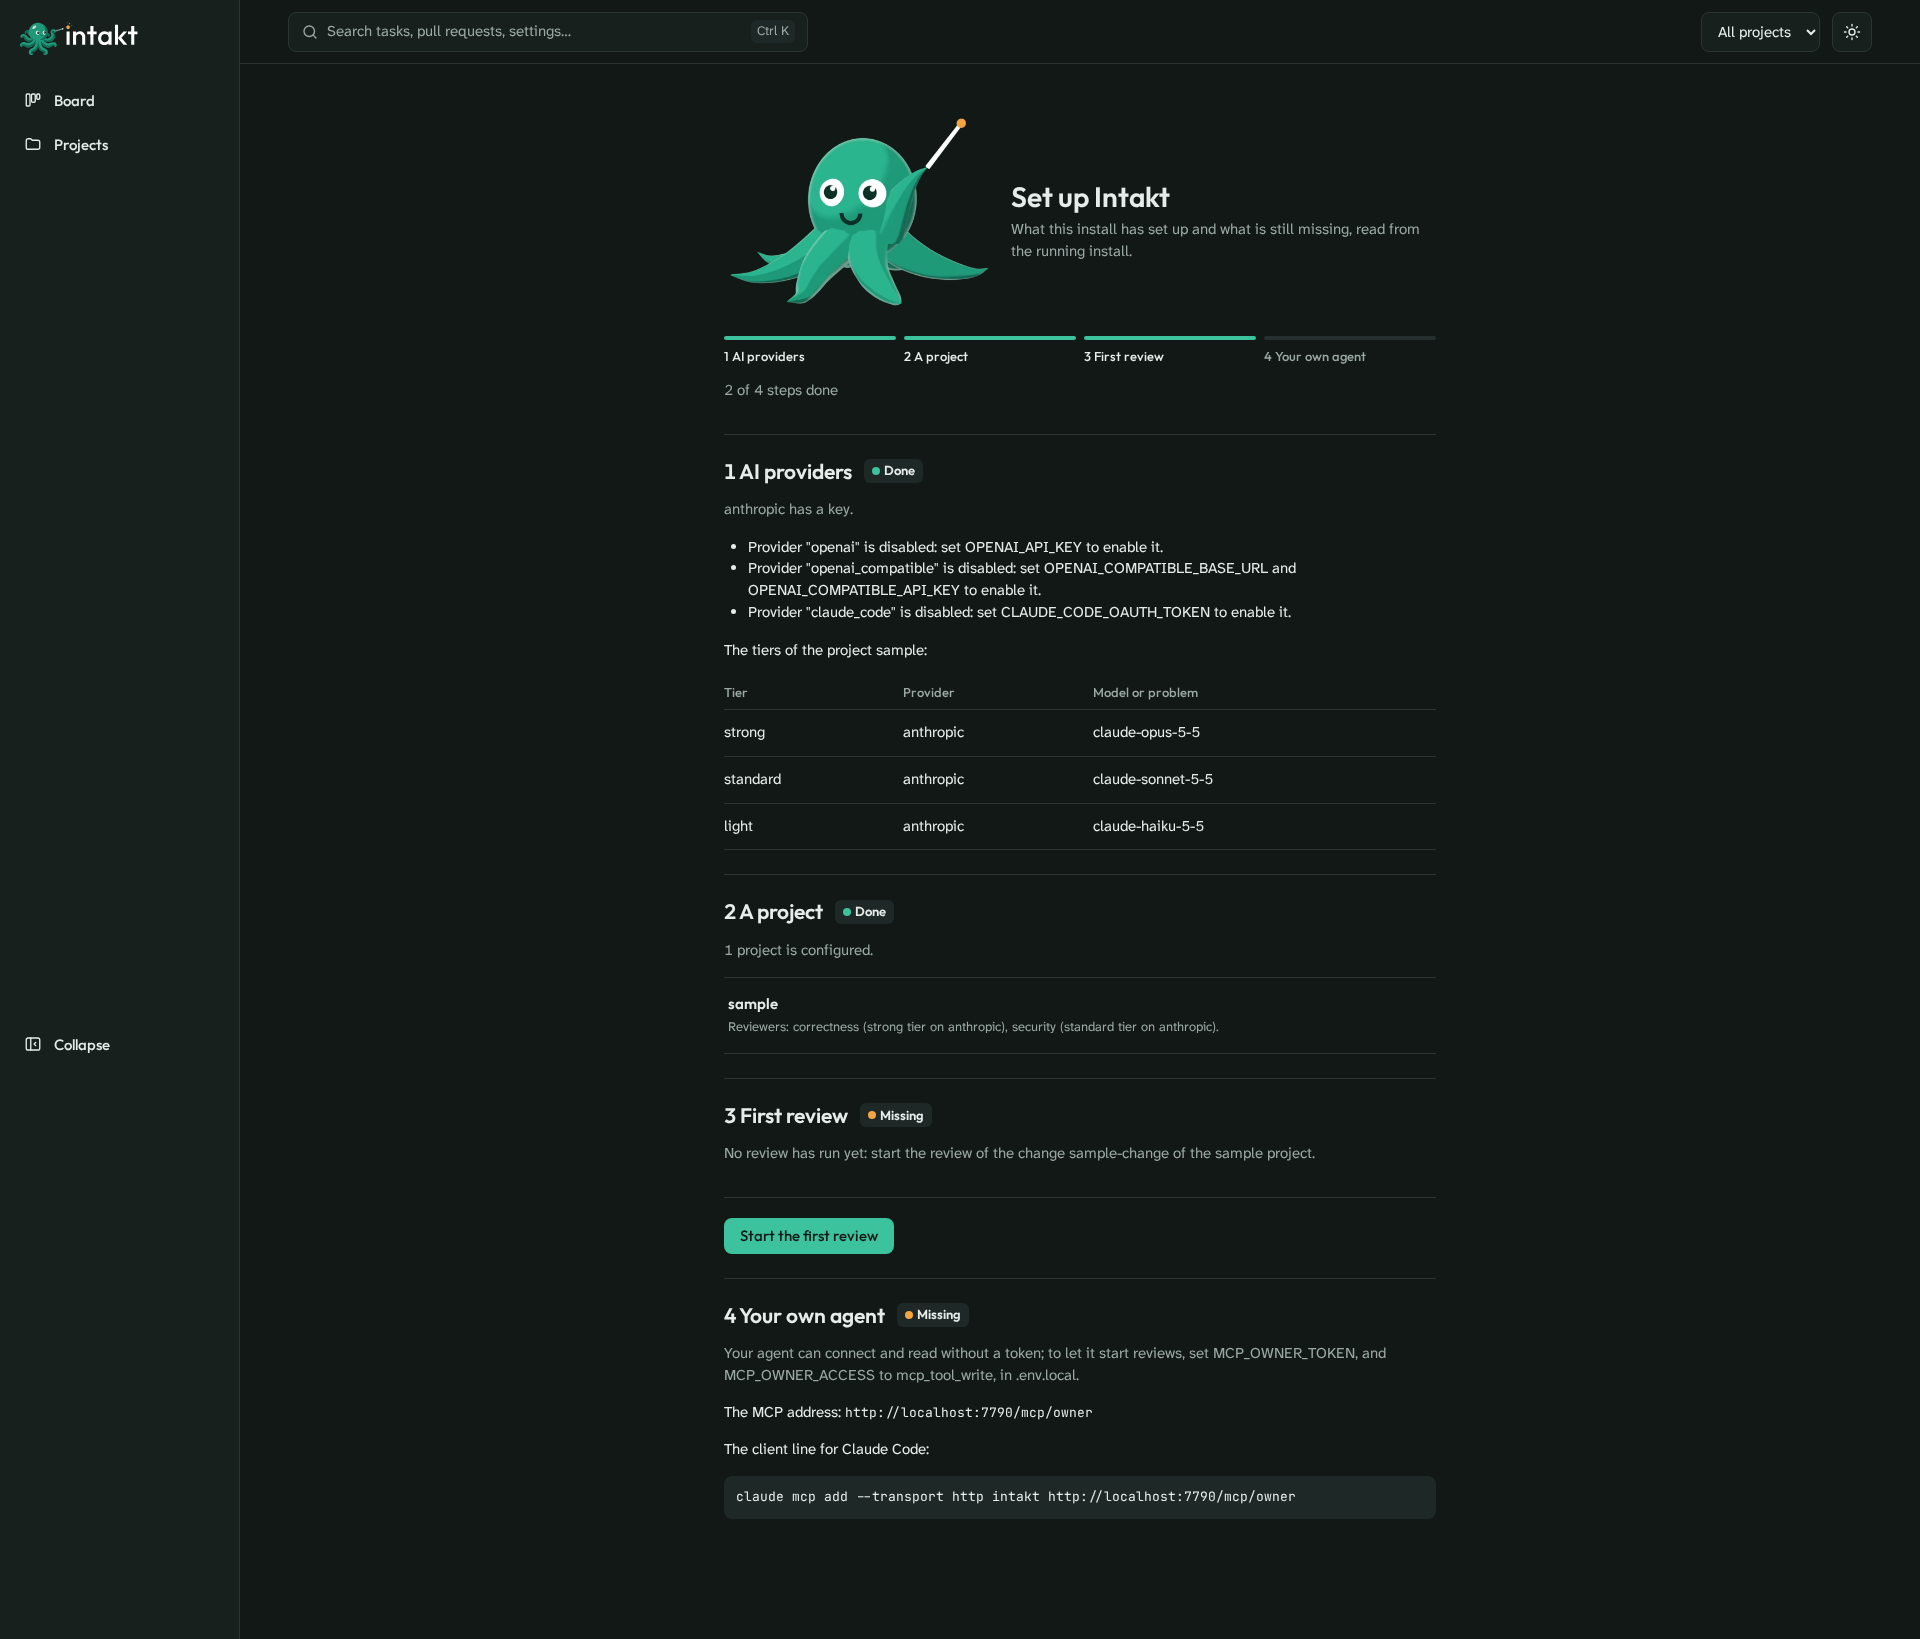 intakt
Search tasks, pull requests, settings...
Ctrl K
All projects
Board
Projects
Set up Intakt
What this install has set up and what is still missing, read from
the running install.
1 AI providers
2 A project
3 First review
4 Your own agent
2 of 4 steps done
1 AI providers
Done
anthropic has a key.
Provider "openai" is disabled: set OPENAI_API_KEY to enable it.
Provider "openai_compatible" is disabled: set OPENAI_COMPATIBLE_BASE_URL and
OPENAI_COMPATIBLE_API_KEY to enable it.
Provider "claude_code" is disabled: set CLAUDE_CODE_OAUTH_TOKEN to enable it.
The tiers of the project sample:
Tier Provider Model or problem
strong anthropic claude-opus-5-5
standard anthropic claude-sonnet-5-5
light anthropic claude-haiku-5-5
2 A project
Done
1 project is configured.
sample
Reviewers: correctness (strong tier on anthropic), security (standard tier on anthropic).
Collapse
3 First review
Missing
No review has run yet: start the review of the change sample-change of the sample project.
Start the first review
4 Your own agent
Missing
Your agent can connect and read without a token; to let it start reviews, set MCP_OWNER_TOKEN, and
MCP_OWNER_ACCESS to mcp_tool_write, in .env.local.
The MCP address: http://localhost:7790/mcp/owner
The client line for Claude Code:
claude mcp add --transport http intakt http://localhost:7790/mcp/owner